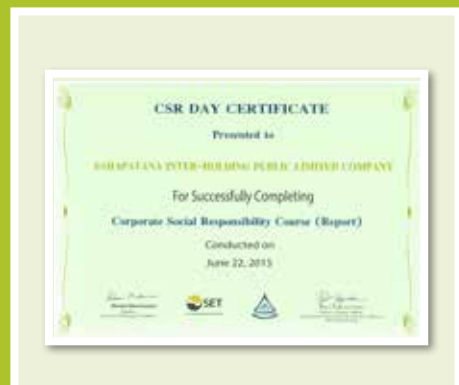 CSR DAY CERTIFICATE
Presented to
SAHAPATANA INTER-HOLDING PUBLIC LIMITED COMPANY
For Successfully Completing
Corporate Social Responsibility Course (Report)
Conducted on
June 22, 2015
SET